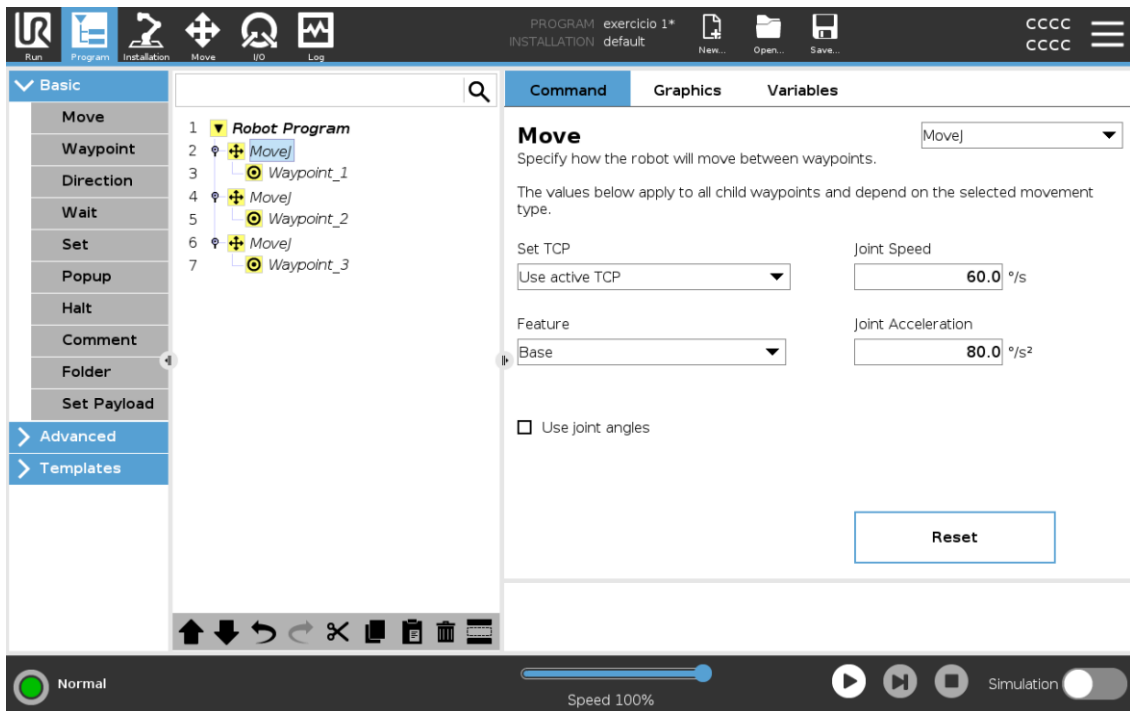 UR
Run
Program
Installation
Move
I/O
Log
PROGRAM exercicio 1*
INSTALLATION default
New...
Open...
Save...
CCCC
CCCC
Basic
Move
Waypoint
Direction
Wait
Set
Popup
Halt
Comment
Folder
Set Payload
Advanced
Templates
1 Robot Program
2 MoveJ
3 Waypoint_1
4 MoveJ
5 Waypoint_2
6 MoveJ
7 Waypoint_3
Command Graphics Variables
Move
MoveJ
Specify how the robot will move between waypoints.
The values below apply to all child waypoints and depend on the selected movement
type.
Set TCP
Use active TCP
Joint Speed
60.0 °/s
Feature
Base
Joint Acceleration
80.0 °/s²
Use joint angles
Reset
Normal
Speed 100%
Simulation